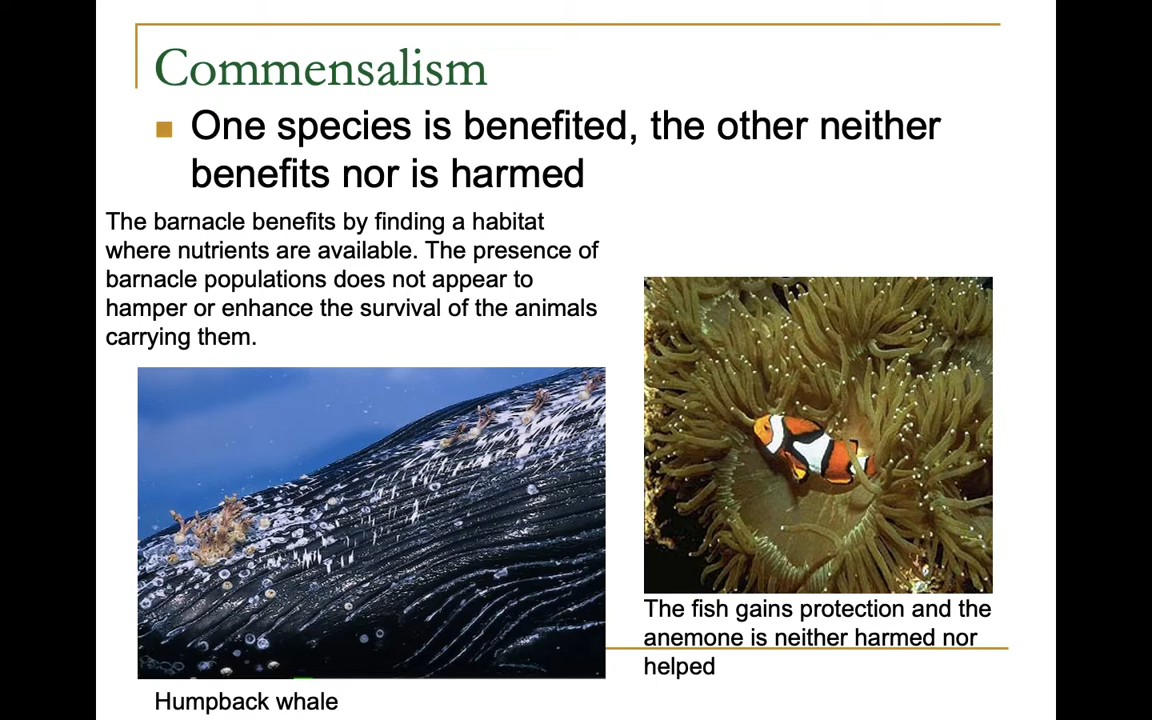 Commensalism
One species is benefited, the other neither
benefits nor is harmed
The barnacle benefits by finding a habitat
where nutrients are available. The presence of
barnacle populations does not appear to
hamper or enhance the survival of the animals
carrying them.
The fish gains protection and the
anemone is neither harmed nor
helped
Humpback whale